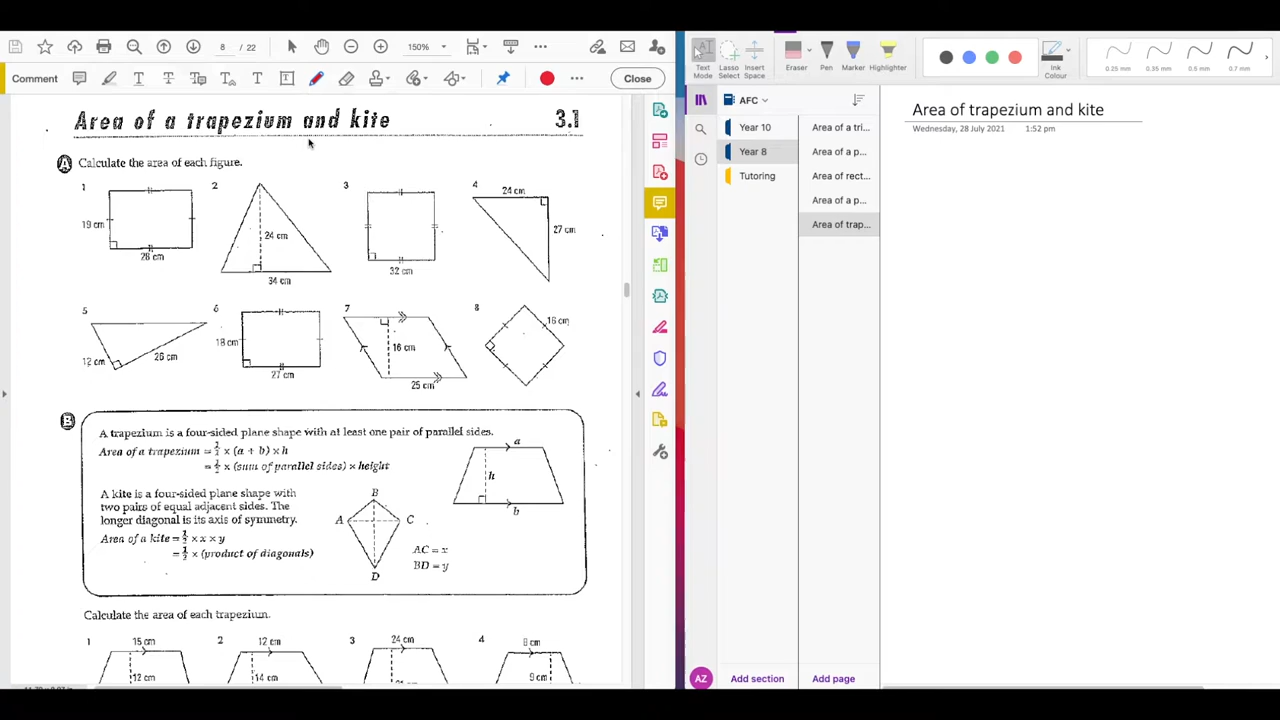 8 / 22
150%
Comment
Close
Area of a trapezium and kite 3.1
A Calculate the area of each figure.
1 2 3 4
24 cm
19 cm
24 cm
27 cm
28 cm
34 cm
32 cm
5 6 7 8
16 cm
12 cm
26 cm
18 cm
16 cm
27 cm
25 cm
B
A trapezium is a four-sided plane shape with at least one pair of parallel sides.
Area of a trapezium = ½ × (a + b) × h
= ½ × (sum of parallel sides) × height
a
h
b
A kite is a four-sided plane shape with
two pairs of equal adjacent sides. The
longer diagonal is its axis of symmetry.
Area of a kite = ½ × x × y
= ½ × (product of diagonals)
B
A C
D
AC = x
BD = y
Calculate the area of each trapezium.
1 15 cm 2 12 cm 3 24 cm 4 8 cm
12 cm 14 cm 9 cm
Text Mode
Lasso Select
Insert Space
Eraser
Pen
Marker
Highlighter
Ink Colour
0.25 mm
0.35 mm
0.5 mm
0.7 mm
AFC
Year 10
Year 8
Tutoring
Area of a tri...
Area of a p...
Area of rect...
Area of a p...
Area of trap...
Area of trapezium and kite
Wednesday, 28 July 2021 1:52 pm
AZ
Add section
Add page